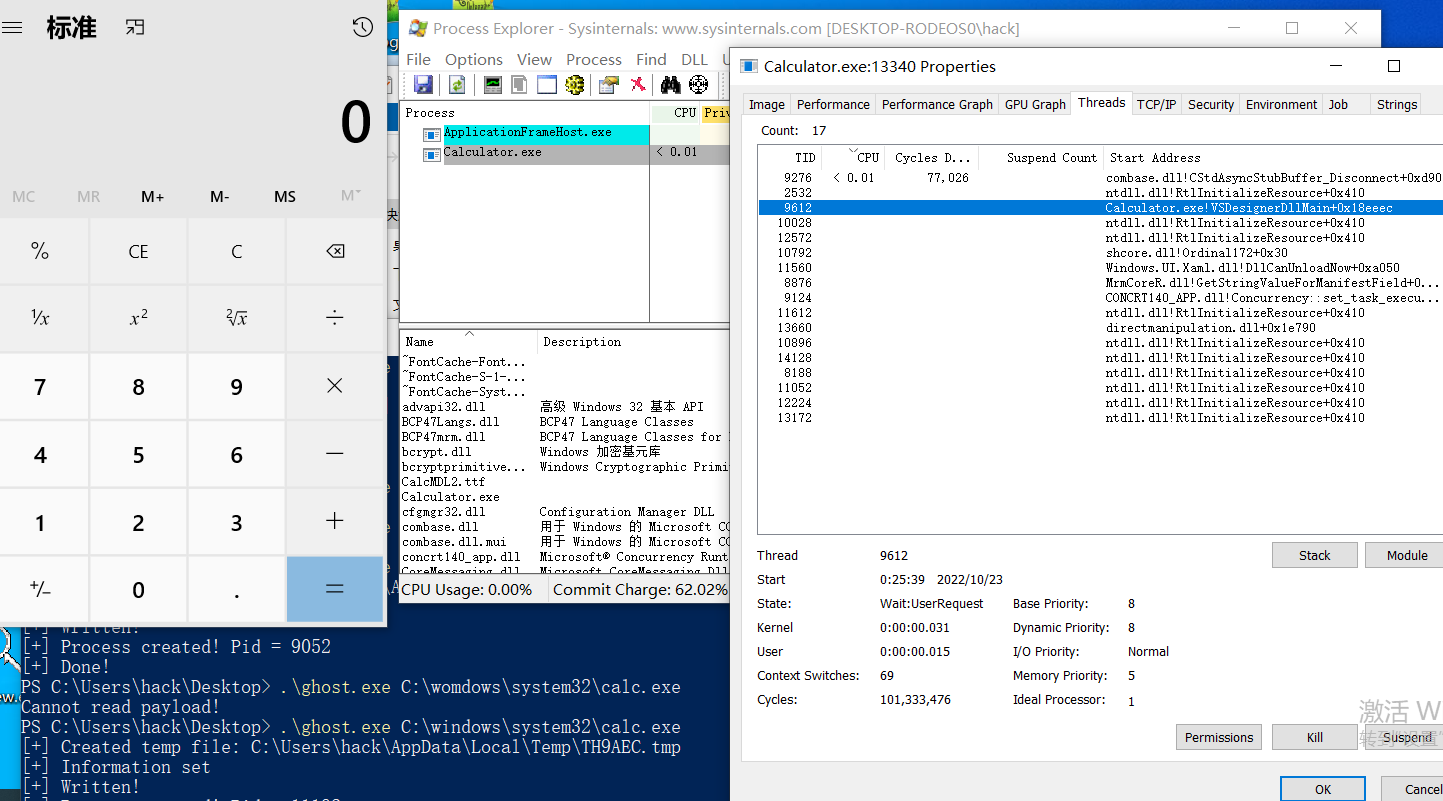 标准
0
MC MR M+ M- MS M˅
% CE C
⅟x x² ²√x ÷
7 8 9 ×
4 5 6 −
1 2 3 +
+/− 0 . =
Process Explorer - Sysinternals: www.sysinternals.com [DESKTOP-RODEOS0\hack]
File Options View Process Find DLL
Process CPU Priv
ApplicationFrameHost.exe
Calculator.exe < 0.01
Name Description
~FontCache-Font...
~FontCache-S-1-...
~FontCache-Syst...
advapi32.dll 高级 Windows 32 基本 API
BCP47Langs.dll BCP47 Language Classes
BCP47mrm.dll BCP47 Language Classes for
bcrypt.dll Windows 加密基元库
bcryptprimitive... Windows Cryptographic Primi
CalcMDL2.ttf
Calculator.exe
cfgmgr32.dll Configuration Manager DLL
combase.dll 用于 Windows 的 Microsoft CO
combase.dll.mui 用于 Windows 的 Microsoft CO
concrt140_app.dll Microsoft® Concurrency Runt
CoreMessaging.dll Microsoft CoreMessaging Dll
CPU Usage: 0.00% Commit Charge: 62.02%
Calculator.exe:13340 Properties
Image Performance Performance Graph GPU Graph Threads TCP/IP Security Environment Job Strings
Count: 17
TID CPU Cycles D... Suspend Count Start Address
9276 < 0.01 77,026 combase.dll!CStdAsyncStubBuffer_Disconnect+0xd90
2532 ntdll.dll!RtlInitializeResource+0x410
9612 Calculator.exe!VSDesignerDllMain+0x18eeec
10028 ntdll.dll!RtlInitializeResource+0x410
12572 ntdll.dll!RtlInitializeResource+0x410
10792 shcore.dll!Ordinal172+0x30
11560 Windows.UI.Xaml.dll!DllCanUnloadNow+0xa050
8876 MrmCoreR.dll!GetStringValueForManifestField+0...
9124 CONCRT140_APP.dll!Concurrency::set_task_execu...
11612 ntdll.dll!RtlInitializeResource+0x410
13660 directmanipulation.dll+0x1e790
10896 ntdll.dll!RtlInitializeResource+0x410
14128 ntdll.dll!RtlInitializeResource+0x410
8188 ntdll.dll!RtlInitializeResource+0x410
11052 ntdll.dll!RtlInitializeResource+0x410
12224 ntdll.dll!RtlInitializeResource+0x410
13172 ntdll.dll!RtlInitializeResource+0x410
Thread 9612 Stack Module
Start 0:25:39 2022/10/23
State: Wait:UserRequest Base Priority: 8
Kernel 0:00:00.031 Dynamic Priority: 8
User 0:00:00.015 I/O Priority: Normal
Context Switches: 69 Memory Priority: 5
Cycles: 101,333,476 Ideal Processor: 1
Permissions Kill Suspend
OK Cancel
激活 W
转到"设置"
[+] Written!
[+] Process created! Pid = 9052
[+] Done!
PS C:\Users\hack\Desktop> .\ghost.exe C:\womdows\system32\calc.exe
Cannot read payload!
PS C:\Users\hack\Desktop> .\ghost.exe C:\windows\system32\calc.exe
[+] Created temp file: C:\Users\hack\AppData\Local\Temp\TH9AEC.tmp
[+] Information set
[+] Written!